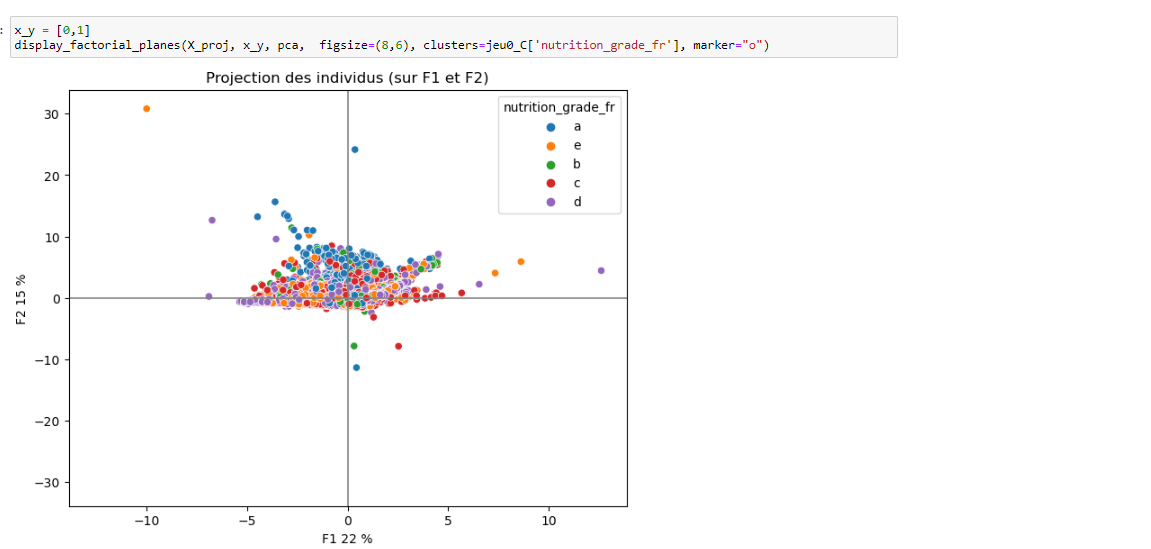 :
x_y = [0,1]
display_factorial_planes(X_proj, x_y, pca,  figsize=(8,6), clusters=jeu0_C['nutrition_grade_fr'], marker="o")
Projection des individus (sur F1 et F2)
nutrition_grade_fr
a
e
b
c
d
30
20
10
0
−10
−20
−30
F2 15 %
−10
−5
0
5
10
F1 22 %